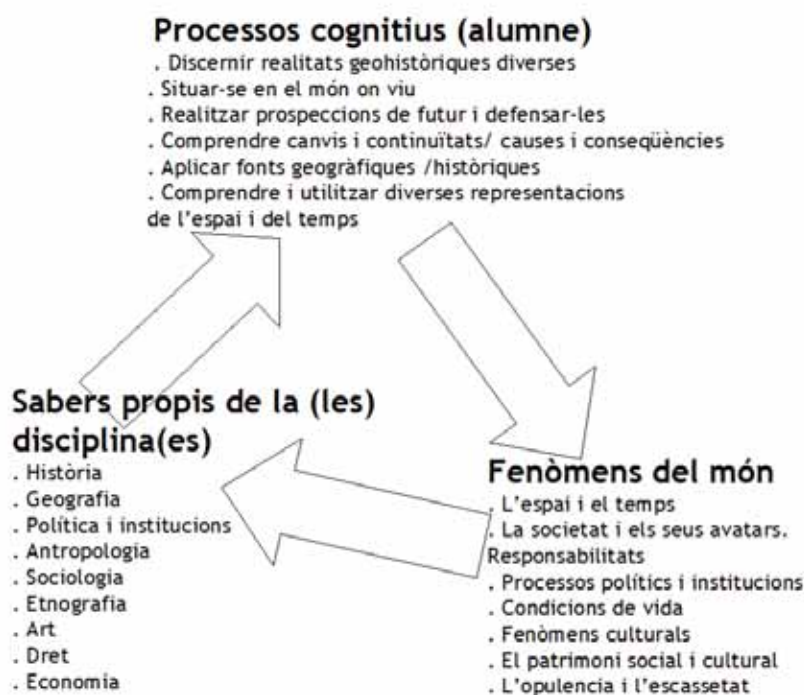 Processos cognitius (alumne)
. Discernir realitats geohistòriques diverses
. Situar-se en el món on viu
. Realitzar prospeccions de futur i defensar-les
. Comprendre canvis i continuïtats/ causes i conseqüències
. Aplicar fonts geogràfiques /històriques
. Comprendre i utilitzar diverses representacions
de l'espai i del temps
Sabers propis de la (les)
disciplina(es)
. Història
. Geografia
. Política i institucions
. Antropologia
. Sociologia
. Etnografia
. Art
. Dret
. Economia
Fenòmens del món
. L'espai i el temps
. La societat i els seus avatars.
Responsabilitats
. Processos polítics i institucions
. Condicions de vida
. Fenòmens culturals
. El patrimoni social i cultural
. L'opulencia i l'escassetat